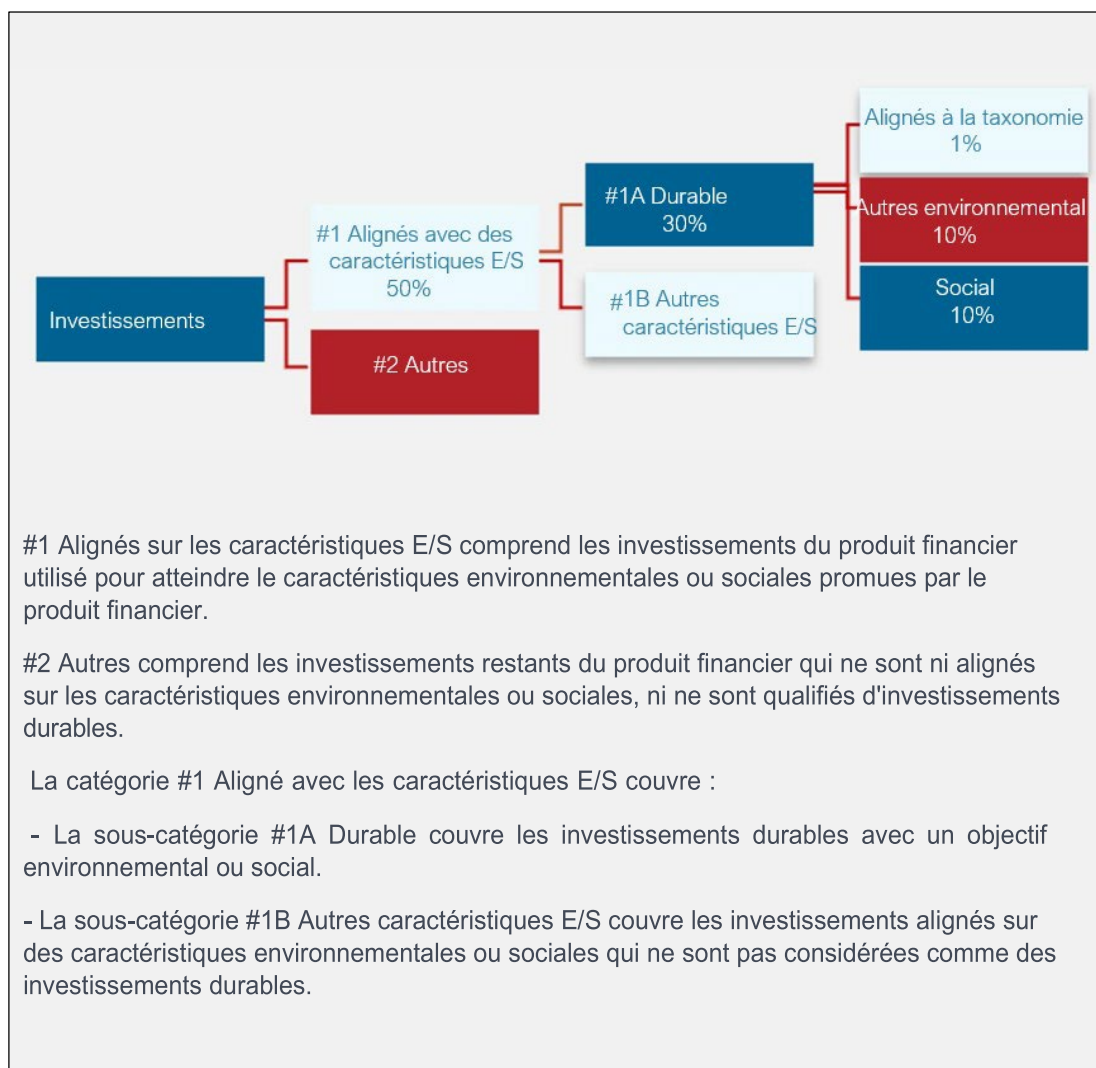 Alignés à la taxonomie
1%
#1A Durable
30%
Autres environnemental
10%
#1 Alignés avec des
caractéristiques E/S
50%
Social
10%
#1B Autres
caractéristiques E/S
Investissements
#2 Autres
#1 Alignés sur les caractéristiques E/S comprend les investissements du produit financier
utilisé pour atteindre le caractéristiques environnementales ou sociales promues par le
produit financier.
#2 Autres comprend les investissements restants du produit financier qui ne sont ni alignés
sur les caractéristiques environnementales ou sociales, ni ne sont qualifiés d'investissements
durables.
La catégorie #1 Aligné avec les caractéristiques E/S couvre :
- La sous-catégorie #1A Durable couvre les investissements durables avec un objectif
environnemental ou social.
- La sous-catégorie #1B Autres caractéristiques E/S couvre les investissements alignés sur
des caractéristiques environnementales ou sociales qui ne sont pas considérées comme des
investissements durables.